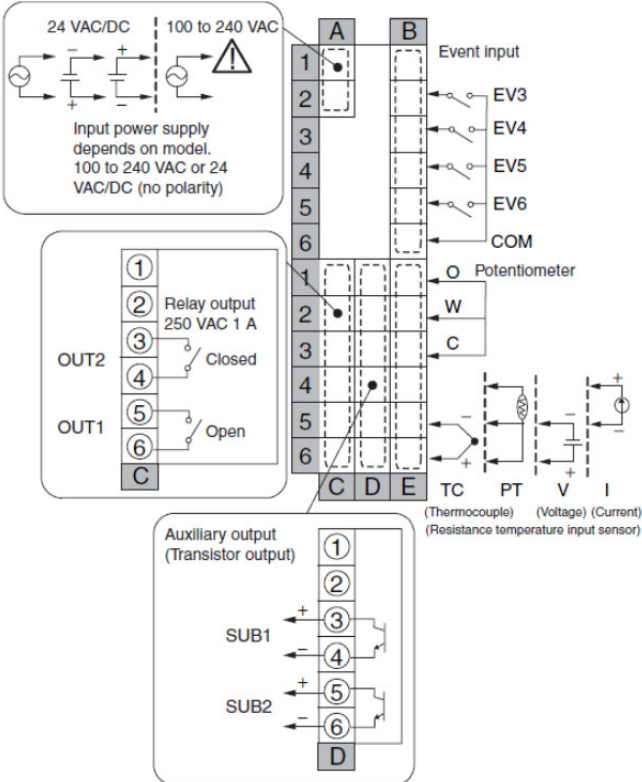 24 VAC/DC
100 to 240 VAC
− +
+ −
Input power supply
depends on model.
100 to 240 VAC or 24
VAC/DC (no polarity)
A B
1
2
3
4
5
6
Event input
EV3
EV4
EV5
EV6
COM
1
2
3
4
5
6
C D E
O Potentiometer
W
C
− + − + + −
TC PT V I
(Thermocouple) (Voltage) (Current)
(Resistance temperature input sensor)
1
2
3
4
5
6
C
Relay output
250 VAC 1 A
OUT2
Closed
OUT1
Open
Auxiliary output
(Transistor output)
1
2
3
4
5
6
D
+
SUB1
−
+
SUB2
−